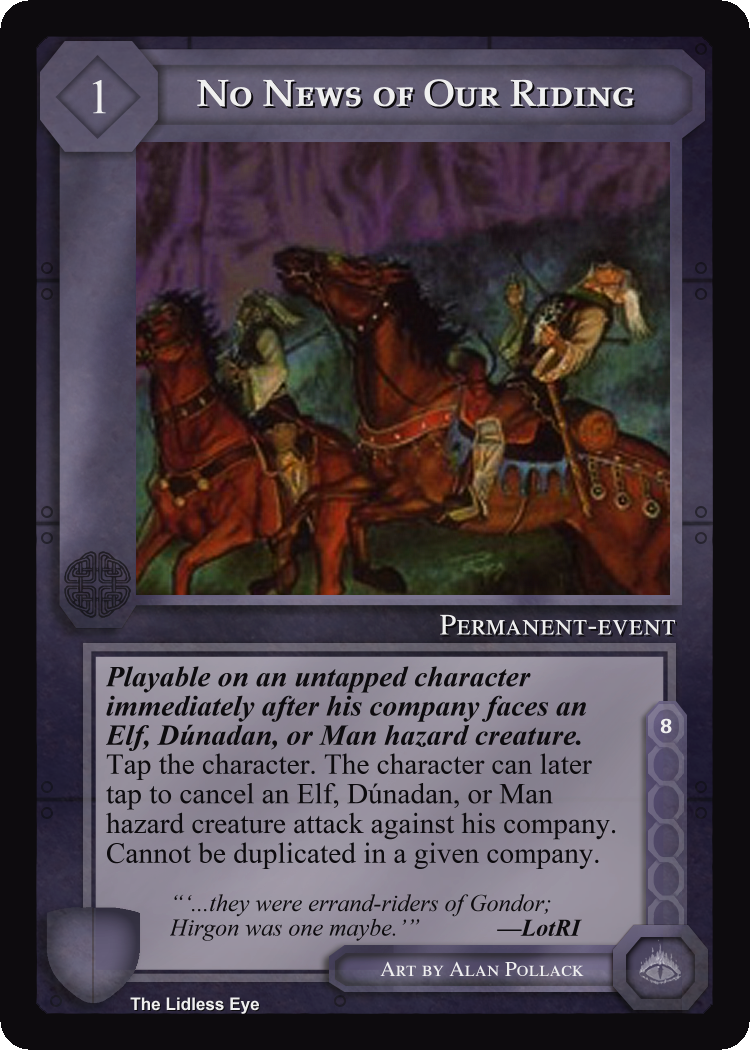 1
No News of Our Riding
Permanent-event
Playable on an untapped character
immediately after his company faces an
Elf, Dúnadan, or Man hazard creature.
Tap the character. The character can later
tap to cancel an Elf, Dúnadan, or Man
hazard creature attack against his company.
Cannot be duplicated in a given company.
8
“‘...they were errand-riders of Gondor;
Hirgon was one maybe.’” —LotRI
Art by Alan Pollack
The Lidless Eye